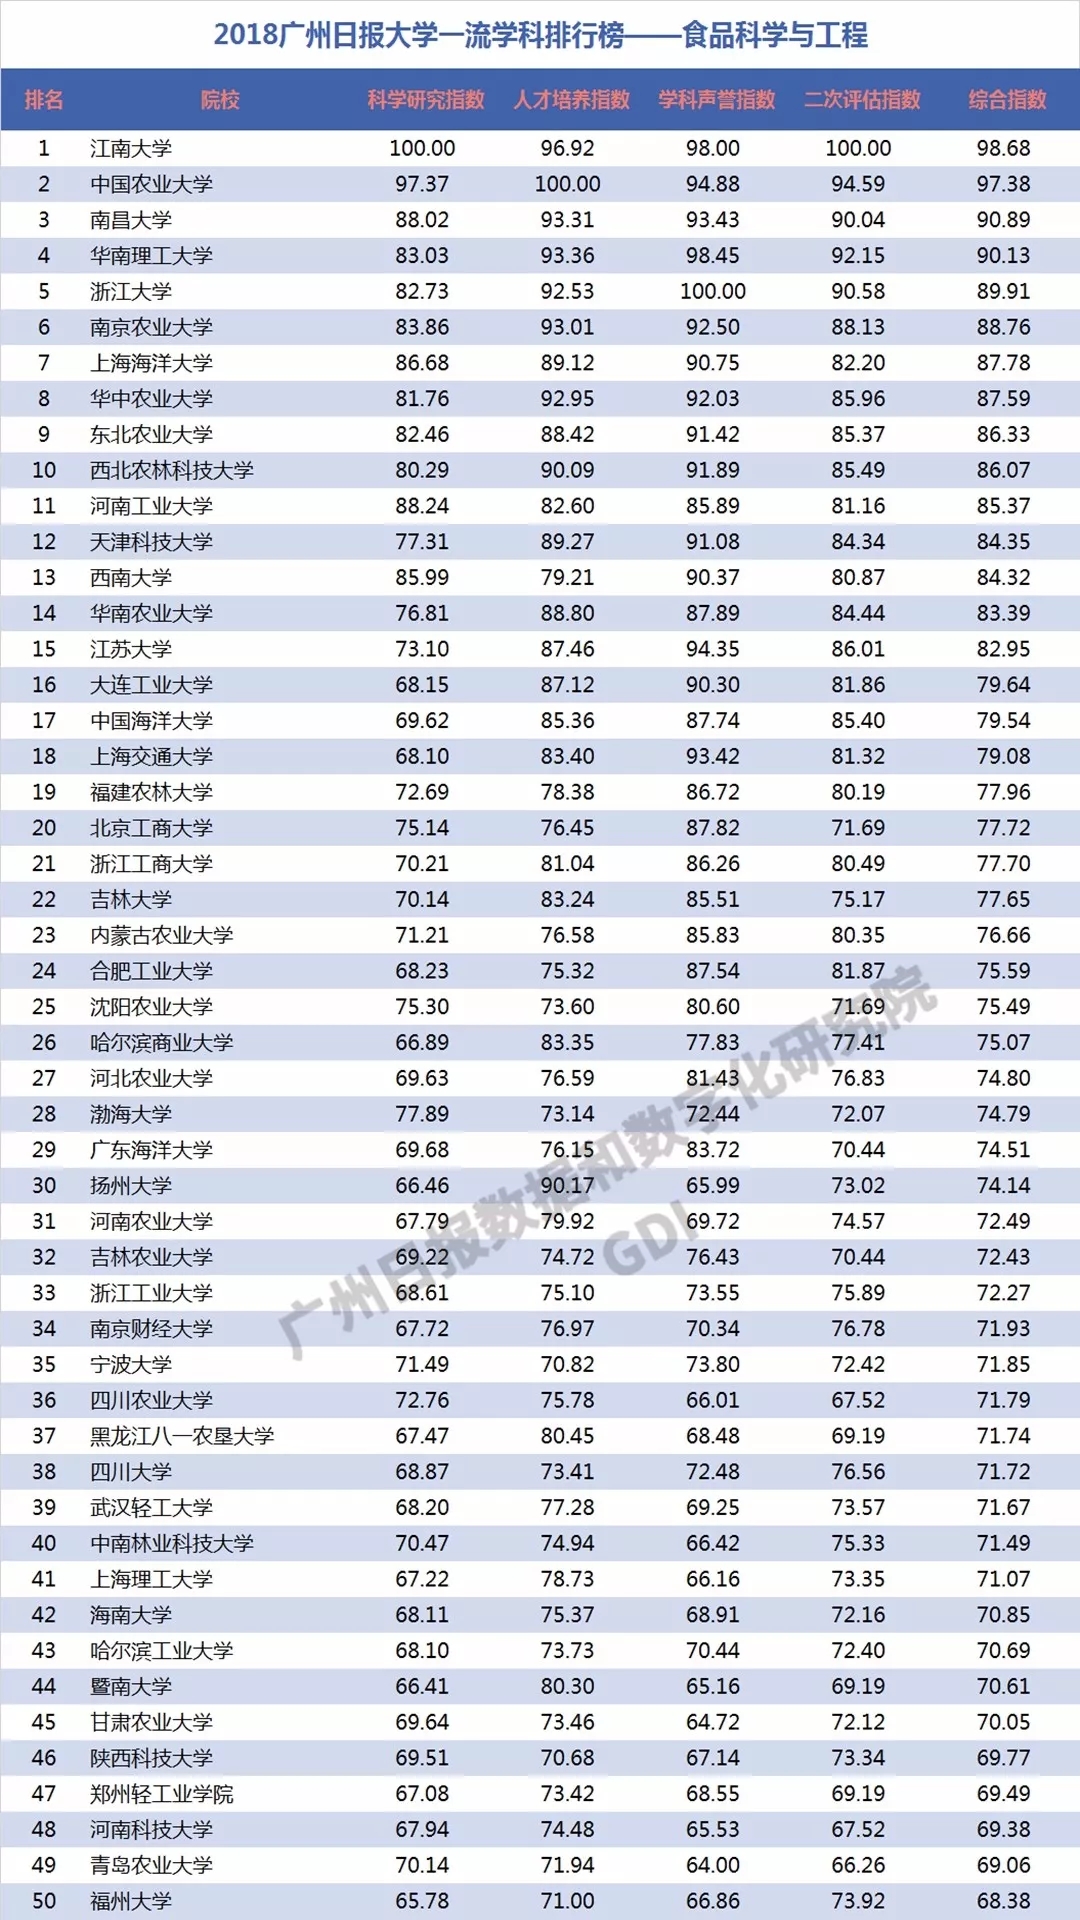 2018广州日报大学一流学科排行榜——食品科学与工程
排名 院校 科学研究指数 人才培养指数 学科声誉指数 二次评估指数 综合指数
1 江南大学 100.00 96.92 98.00 100.00 98.68
2 中国农业大学 97.37 100.00 94.88 94.59 97.38
3 南昌大学 88.02 93.31 93.43 90.04 90.89
4 华南理工大学 83.03 93.36 98.45 92.15 90.13
5 浙江大学 82.73 92.53 100.00 90.58 89.91
6 南京农业大学 83.86 93.01 92.50 88.13 88.76
7 上海海洋大学 86.68 89.12 90.75 82.20 87.78
8 华中农业大学 81.76 92.95 92.03 85.96 87.59
9 东北农业大学 82.46 88.42 91.42 85.37 86.33
10 西北农林科技大学 80.29 90.09 91.89 85.49 86.07
11 河南工业大学 88.24 82.60 85.89 81.16 85.37
12 天津科技大学 77.31 89.27 91.08 84.34 84.35
13 西南大学 85.99 79.21 90.37 80.87 84.32
14 华南农业大学 76.81 88.80 87.89 84.44 83.39
15 江苏大学 73.10 87.46 94.35 86.01 82.95
16 大连工业大学 68.15 87.12 90.30 81.86 79.64
17 中国海洋大学 69.62 85.36 87.74 85.40 79.54
18 上海交通大学 68.10 83.40 93.42 81.32 79.08
19 福建农林大学 72.69 78.38 86.72 80.19 77.96
20 北京工商大学 75.14 76.45 87.82 71.69 77.72
21 浙江工商大学 70.21 81.04 86.26 80.49 77.70
22 吉林大学 70.14 83.24 85.51 75.17 77.65
23 内蒙古农业大学 71.21 76.58 85.83 80.35 76.66
24 合肥工业大学 68.23 75.32 87.54 81.87 75.59
25 沈阳农业大学 75.30 73.60 80.60 71.69 75.49
26 哈尔滨商业大学 66.89 83.35 77.83 77.41 75.07
27 河北农业大学 69.63 76.59 81.43 76.83 74.80
28 渤海大学 77.89 73.14 72.44 72.07 74.79
29 广东海洋大学 69.68 76.15 83.72 70.44 74.51
30 扬州大学 66.46 90.17 65.99 73.02 74.14
31 河南农业大学 67.79 79.92 69.72 74.57 72.49
32 吉林农业大学 69.22 74.72 76.43 70.44 72.43
33 浙江工业大学 68.61 75.10 73.55 75.89 72.27
34 南京财经大学 67.72 76.97 70.34 76.78 71.93
35 宁波大学 71.49 70.82 73.80 72.42 71.85
36 四川农业大学 72.76 75.78 66.01 67.52 71.79
37 黑龙江八一农垦大学 67.47 80.45 68.48 69.19 71.74
38 四川大学 68.87 73.41 72.48 76.56 71.72
39 武汉轻工大学 68.20 77.28 69.25 73.57 71.67
40 中南林业科技大学 70.47 74.94 66.42 75.33 71.49
41 上海理工大学 67.22 78.73 66.16 73.35 71.07
42 海南大学 68.11 75.37 68.91 72.16 70.85
43 哈尔滨工业大学 68.10 73.73 70.44 72.40 70.69
44 暨南大学 66.41 80.30 65.16 69.19 70.61
45 甘肃农业大学 69.64 73.46 64.72 72.12 70.05
46 陕西科技大学 69.51 70.68 67.14 73.34 69.77
47 郑州轻工业学院 67.08 73.42 68.55 69.19 69.49
48 河南科技大学 67.94 74.48 65.53 67.52 69.38
49 青岛农业大学 70.14 71.94 64.00 66.26 69.06
50 福州大学 65.78 71.00 66.86 73.92 68.38
广州日报数据和数字化研究院
GDI